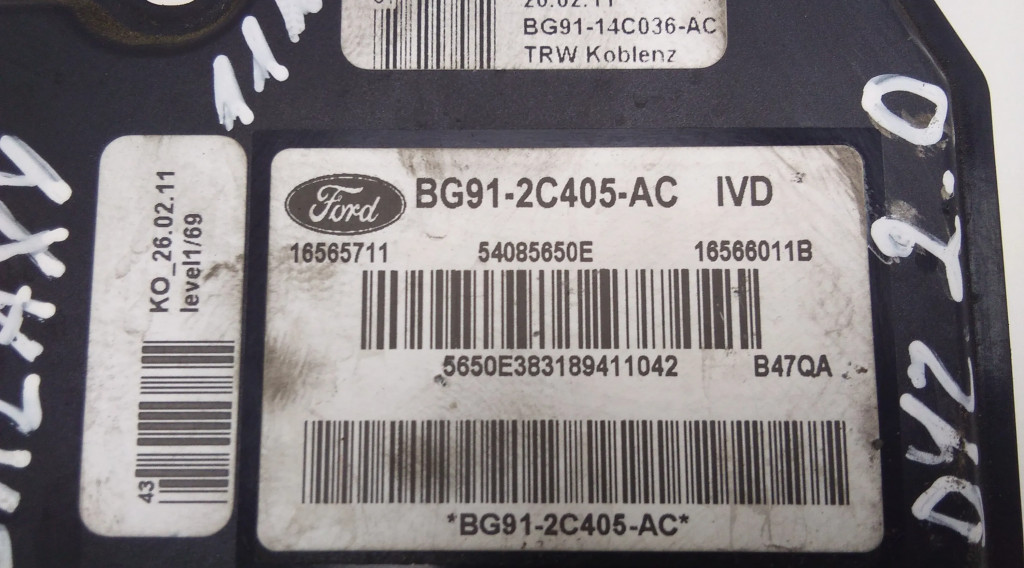 26.02.11
BG91-14C036-AC
TRW Koblenz
KO_26.02.11
level1/69
43
Ford
BG91-2C405-AC IVD
16565711 54085650E 16566011B
5650E383189411042 B47QA
*BG91-2C405-AC*
DYZ 2.0